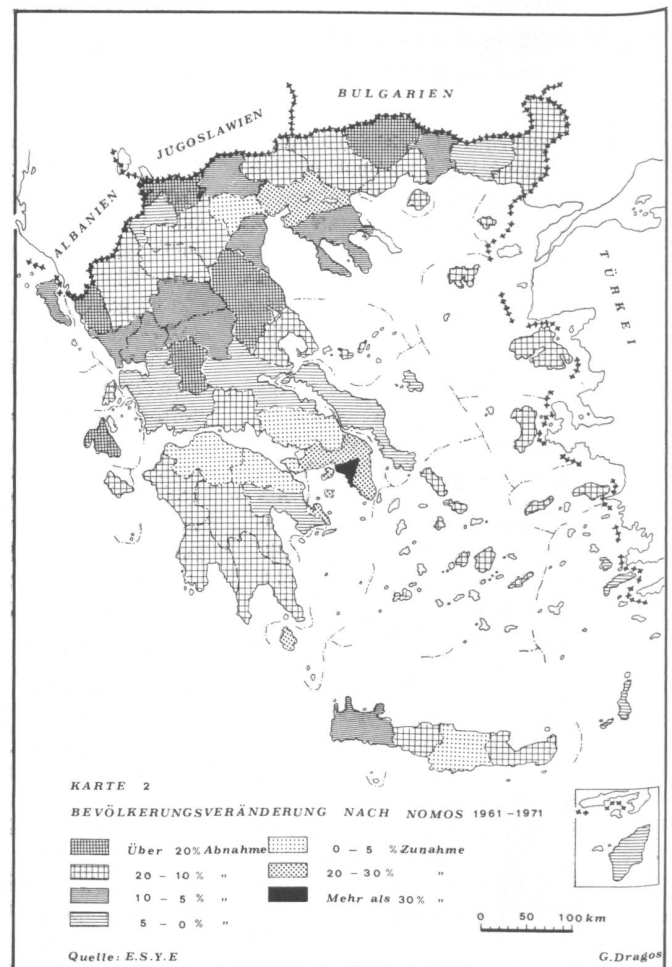 BULGARIEN
JUGOSLAWIEN
ALBANIEN
TÜRKEI
KARTE 2
BEVÖLKERUNGSVERÄNDERUNG NACH NOMOS 1961-1971
Über 20% Abnahme
20 - 10 % "
10 - 5 % "
5 - 0 % "
0 - 5 % Zunahme
20 - 30 % "
Mehr als 30% "
0 50 100 km
Quelle: E.S.Y.E
G.Dragos